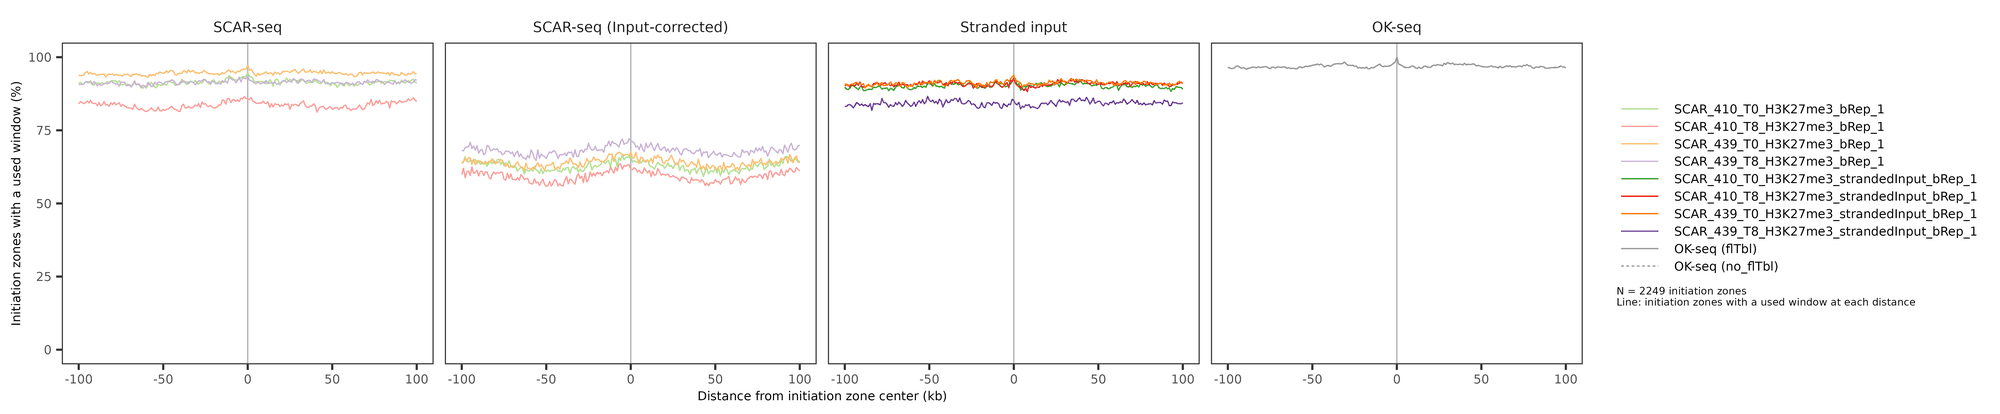 SCAR-seq
SCAR-seq (Input-corrected)
Stranded input
OK-seq
Initiation zones with a used window (%)
100
75
50
25
0
-100 -50 0 50 100
-100 -50 0 50 100
-100 -50 0 50 100
-100 -50 0 50 100
Distance from initiation zone center (kb)
SCAR_410_T0_H3K27me3_bRep_1
SCAR_410_T8_H3K27me3_bRep_1
SCAR_439_T0_H3K27me3_bRep_1
SCAR_439_T8_H3K27me3_bRep_1
SCAR_410_T0_H3K27me3_strandedInput_bRep_1
SCAR_410_T8_H3K27me3_strandedInput_bRep_1
SCAR_439_T0_H3K27me3_strandedInput_bRep_1
SCAR_439_T8_H3K27me3_strandedInput_bRep_1
OK-seq (flTbl)
OK-seq (no_flTbl)
N = 2249 initiation zones
Line: initiation zones with a used window at each distance